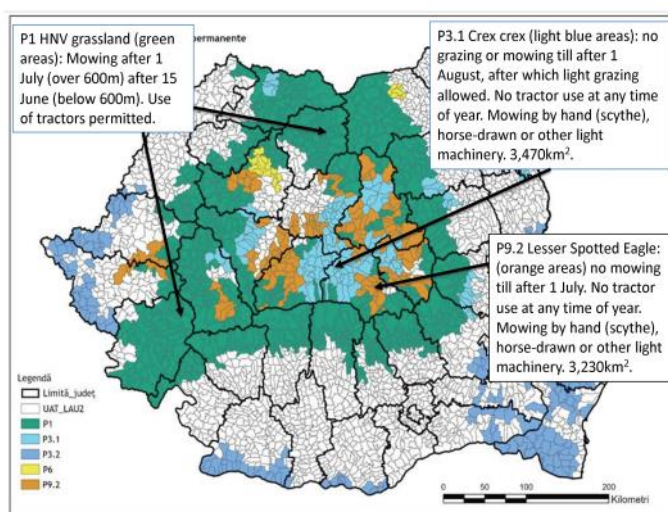 P1 HNV grassland (green
areas): Mowing after 1
July (over 600m) after 15
June (below 600m). Use
of tractors permitted.
permanente
P3.1 Crex crex (light blue areas): no
grazing or mowing till after 1
August, after which light grazing
allowed. No tractor use at any time
of year. Mowing by hand (scythe),
horse-drawn or other light
machinery. 3,470km².
P9.2 Lesser Spotted Eagle:
(orange areas) no mowing
till after 1 July. No tractor
use at any time of year.
Mowing by hand (scythe),
horse-drawn or other light
machinery. 3,230km².
Legendă
Limită_județ
UAT_LAU2
P1
P3.1
P3.2
P6
P9.2
0 50 100 200
Kilometri